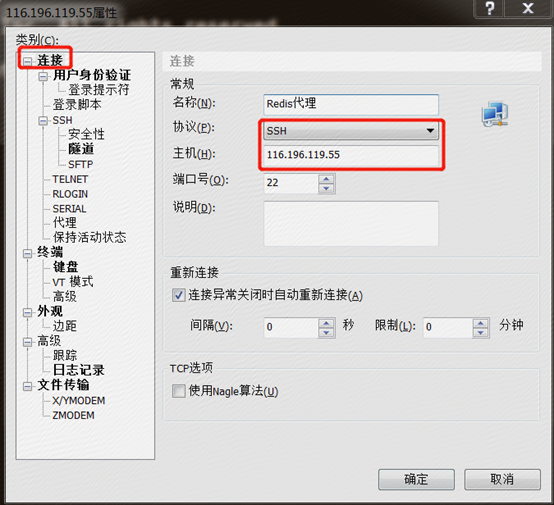 116.196.119.55属性
rights reserved
类别(C):
连接
用户身份验证
登录提示符
登录脚本
SSH
安全性
隧道
SFTP
TELNET
RLOGIN
SERIAL
代理
保持活动状态
终端
键盘
VT 模式
高级
外观
边距
高级
跟踪
日志记录
文件传输
X/YMODEM
ZMODEM
连接
常规
名称(N): Redis代理
协议(P): SSH
主机(H): 116.196.119.55
端口号(O): 22
说明(D):
重新连接
连接异常关闭时自动重新连接(A)
间隔(V): 0 秒 限制(L): 0 分钟
TCP选项
使用Nagle算法(U)
确定 取消